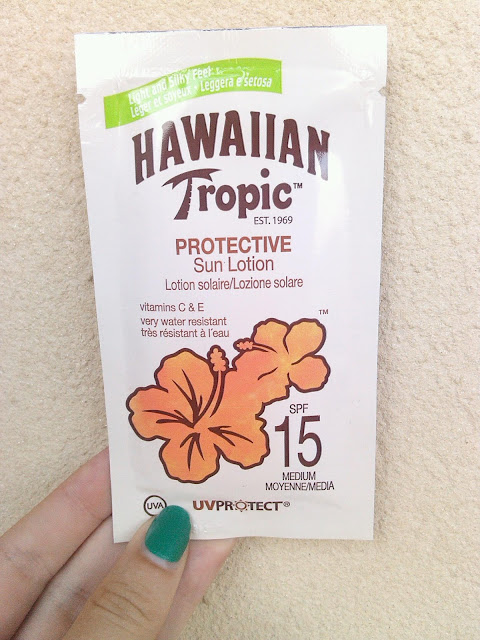 Light and Silky Feel •
Léger et soyeux • Leggera e setosa
HAWAIIAN
Tropic™
EST. 1969
PROTECTIVE
Sun Lotion
Lotion solaire/Lozione solare
vitamins C & E
very water resistant
très résistant à l'eau
™
SPF
15
MEDIUM
MOYENNE/MEDIA
UVA
UVPROTECT®